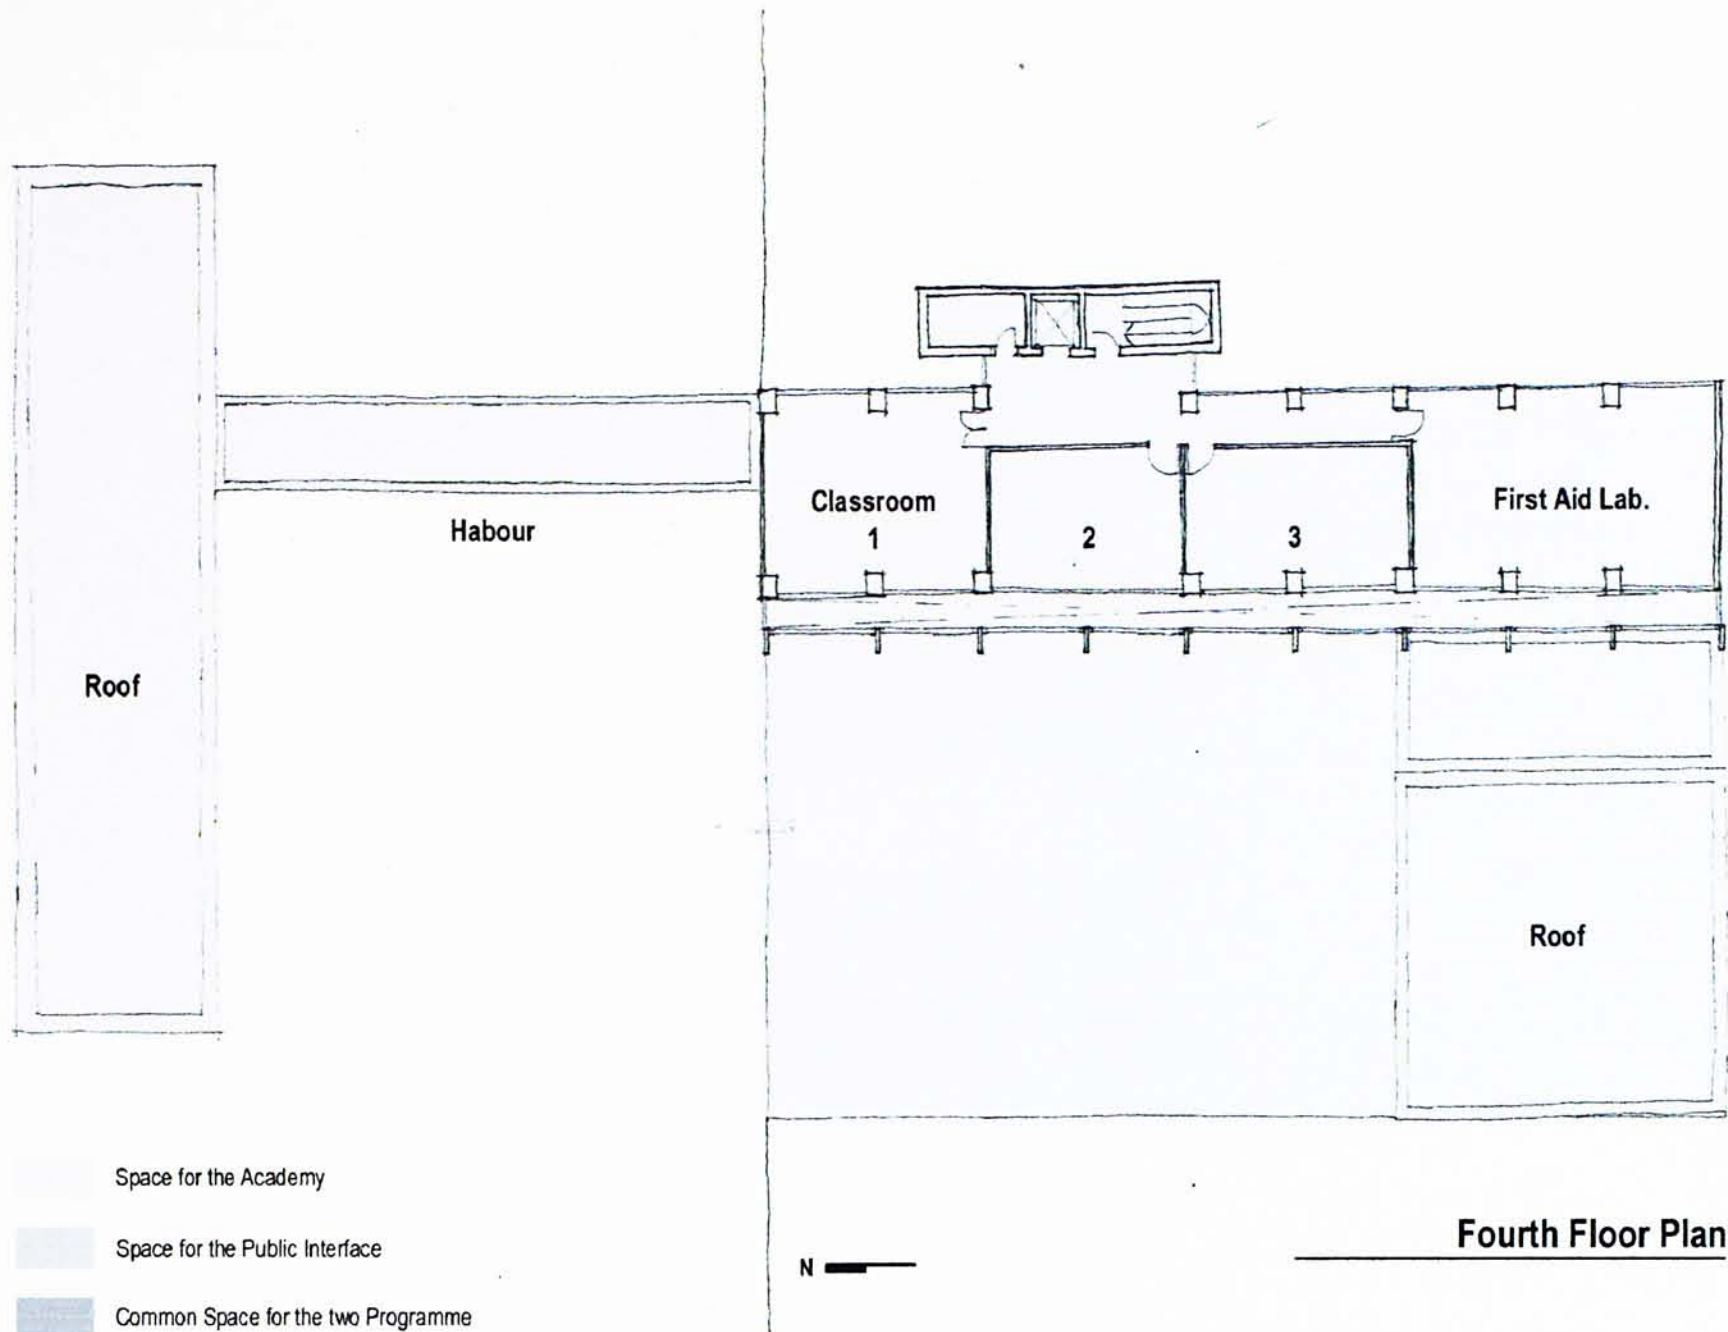 Classroom
1
2
3
First Aid Lab.
Habour
Roof
Roof
Space for the Academy
Space for the Public Interface
Common Space for the two Programme
N
Fourth Floor Plan